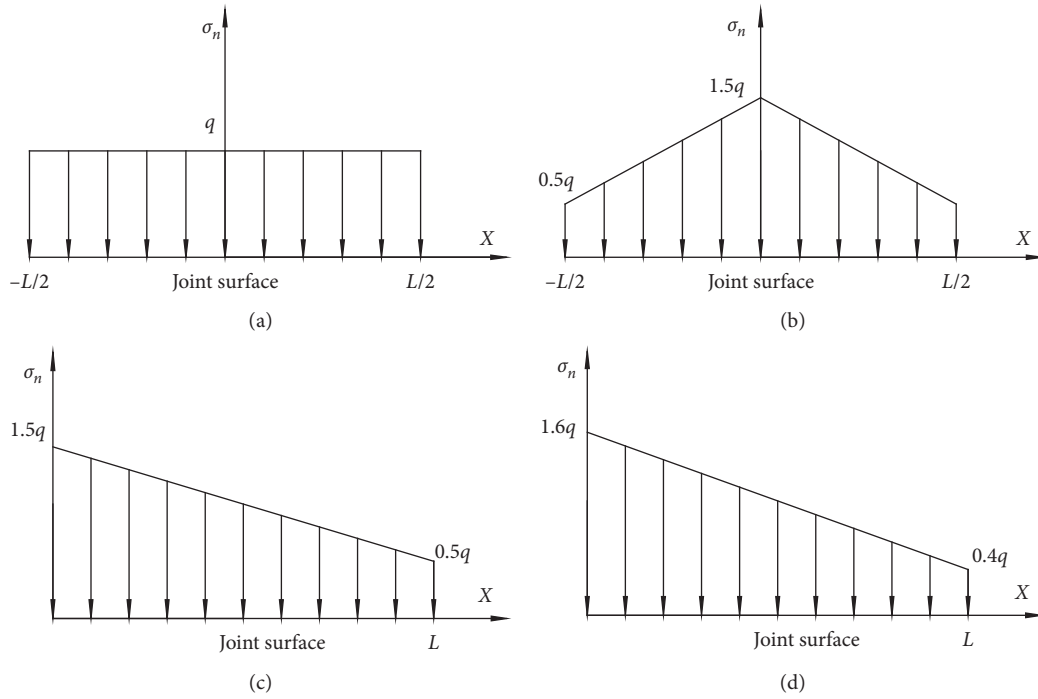 σn
q
X
–L/2
Joint surface
L/2
(a)
σn
1.5q
0.5q
X
–L/2
Joint surface
L/2
(b)
σn
1.5q
0.5q
X
Joint surface
L
(c)
σn
1.6q
0.4q
X
Joint surface
L
(d)